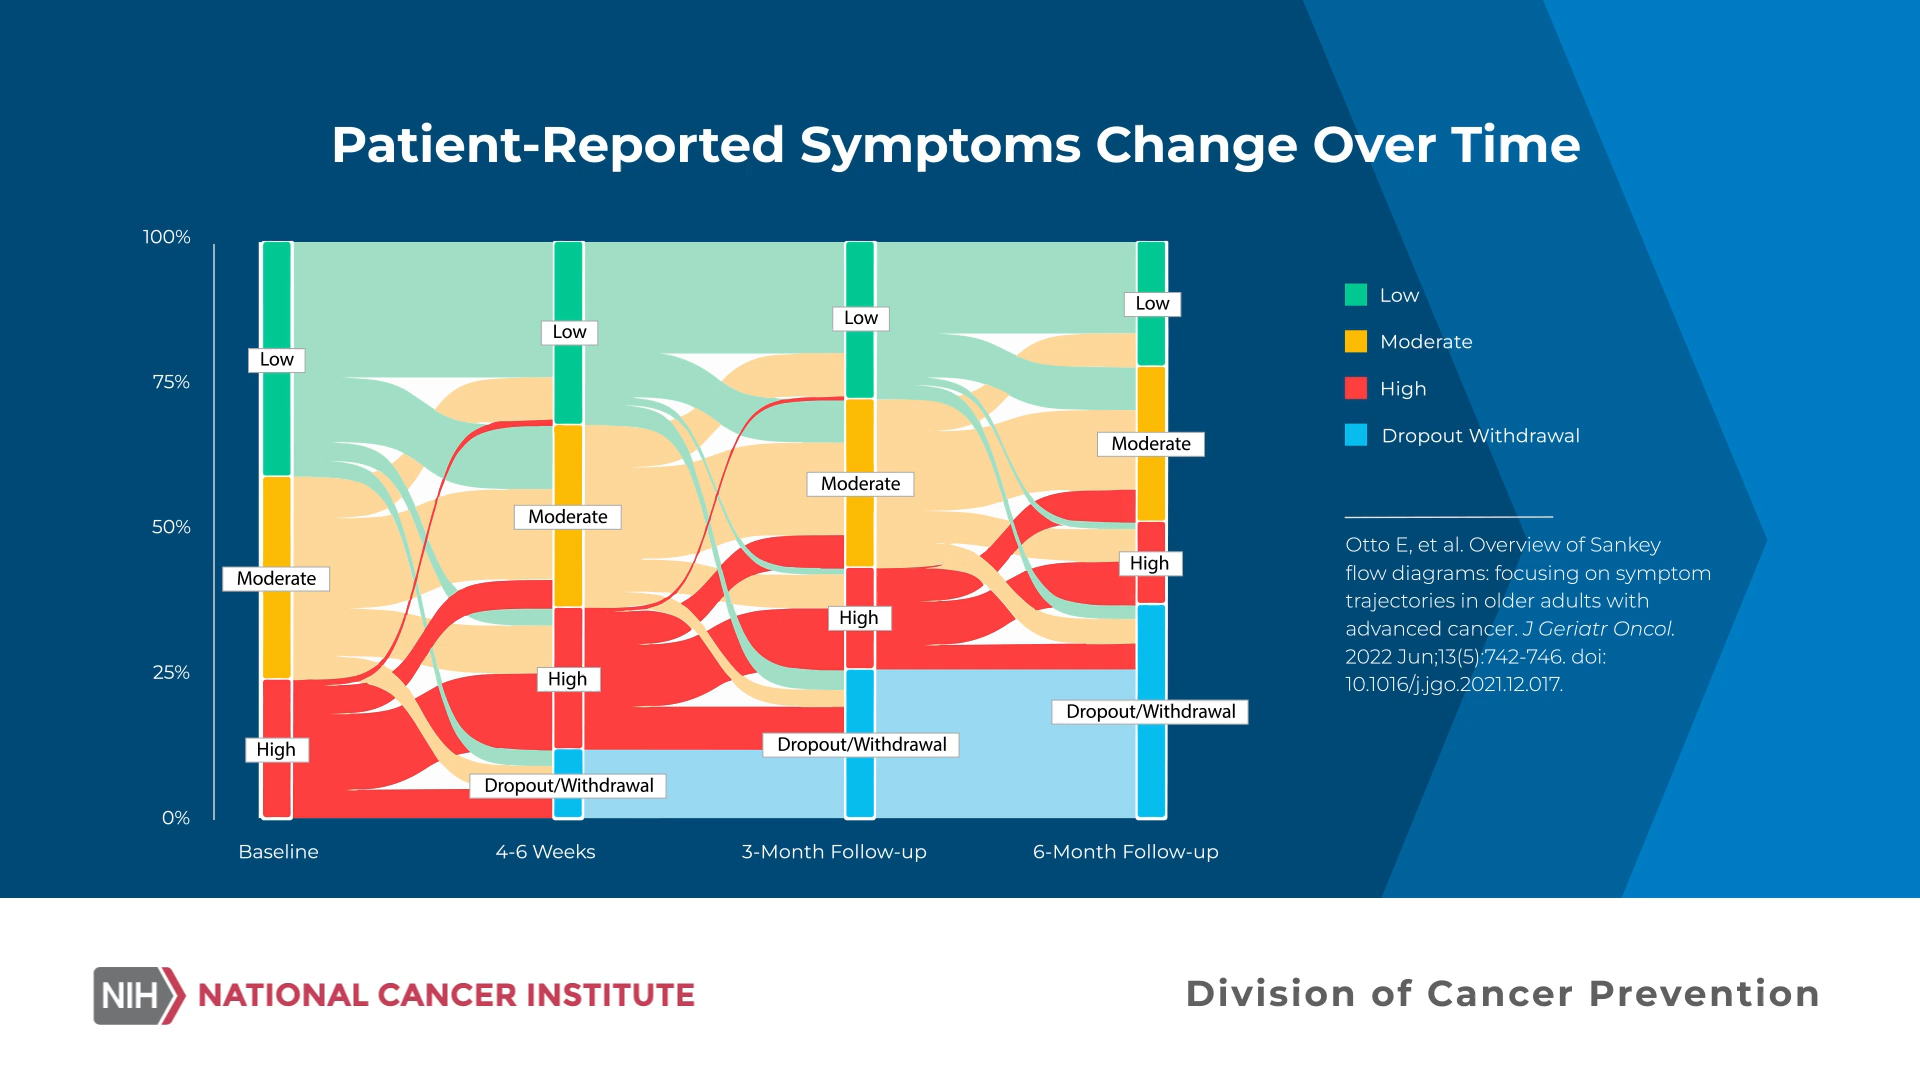 Patient-Reported Symptoms Change Over Time
100%
75%
50%
25%
0%
Low
Moderate
High
Low
Moderate
High
Dropout/Withdrawal
Low
Moderate
High
Dropout/Withdrawal
Low
Moderate
High
Dropout/Withdrawal
Baseline
4-6 Weeks
3-Month Follow-up
6-Month Follow-up
Low
Moderate
High
Dropout Withdrawal
Otto E, et al. Overview of Sankey
flow diagrams: focusing on symptom
trajectories in older adults with
advanced cancer. J Geriatr Oncol.
2022 Jun;13(5):742-746. doi:
10.1016/j.jgo.2021.12.017.
NIH NATIONAL CANCER INSTITUTE
Division of Cancer Prevention